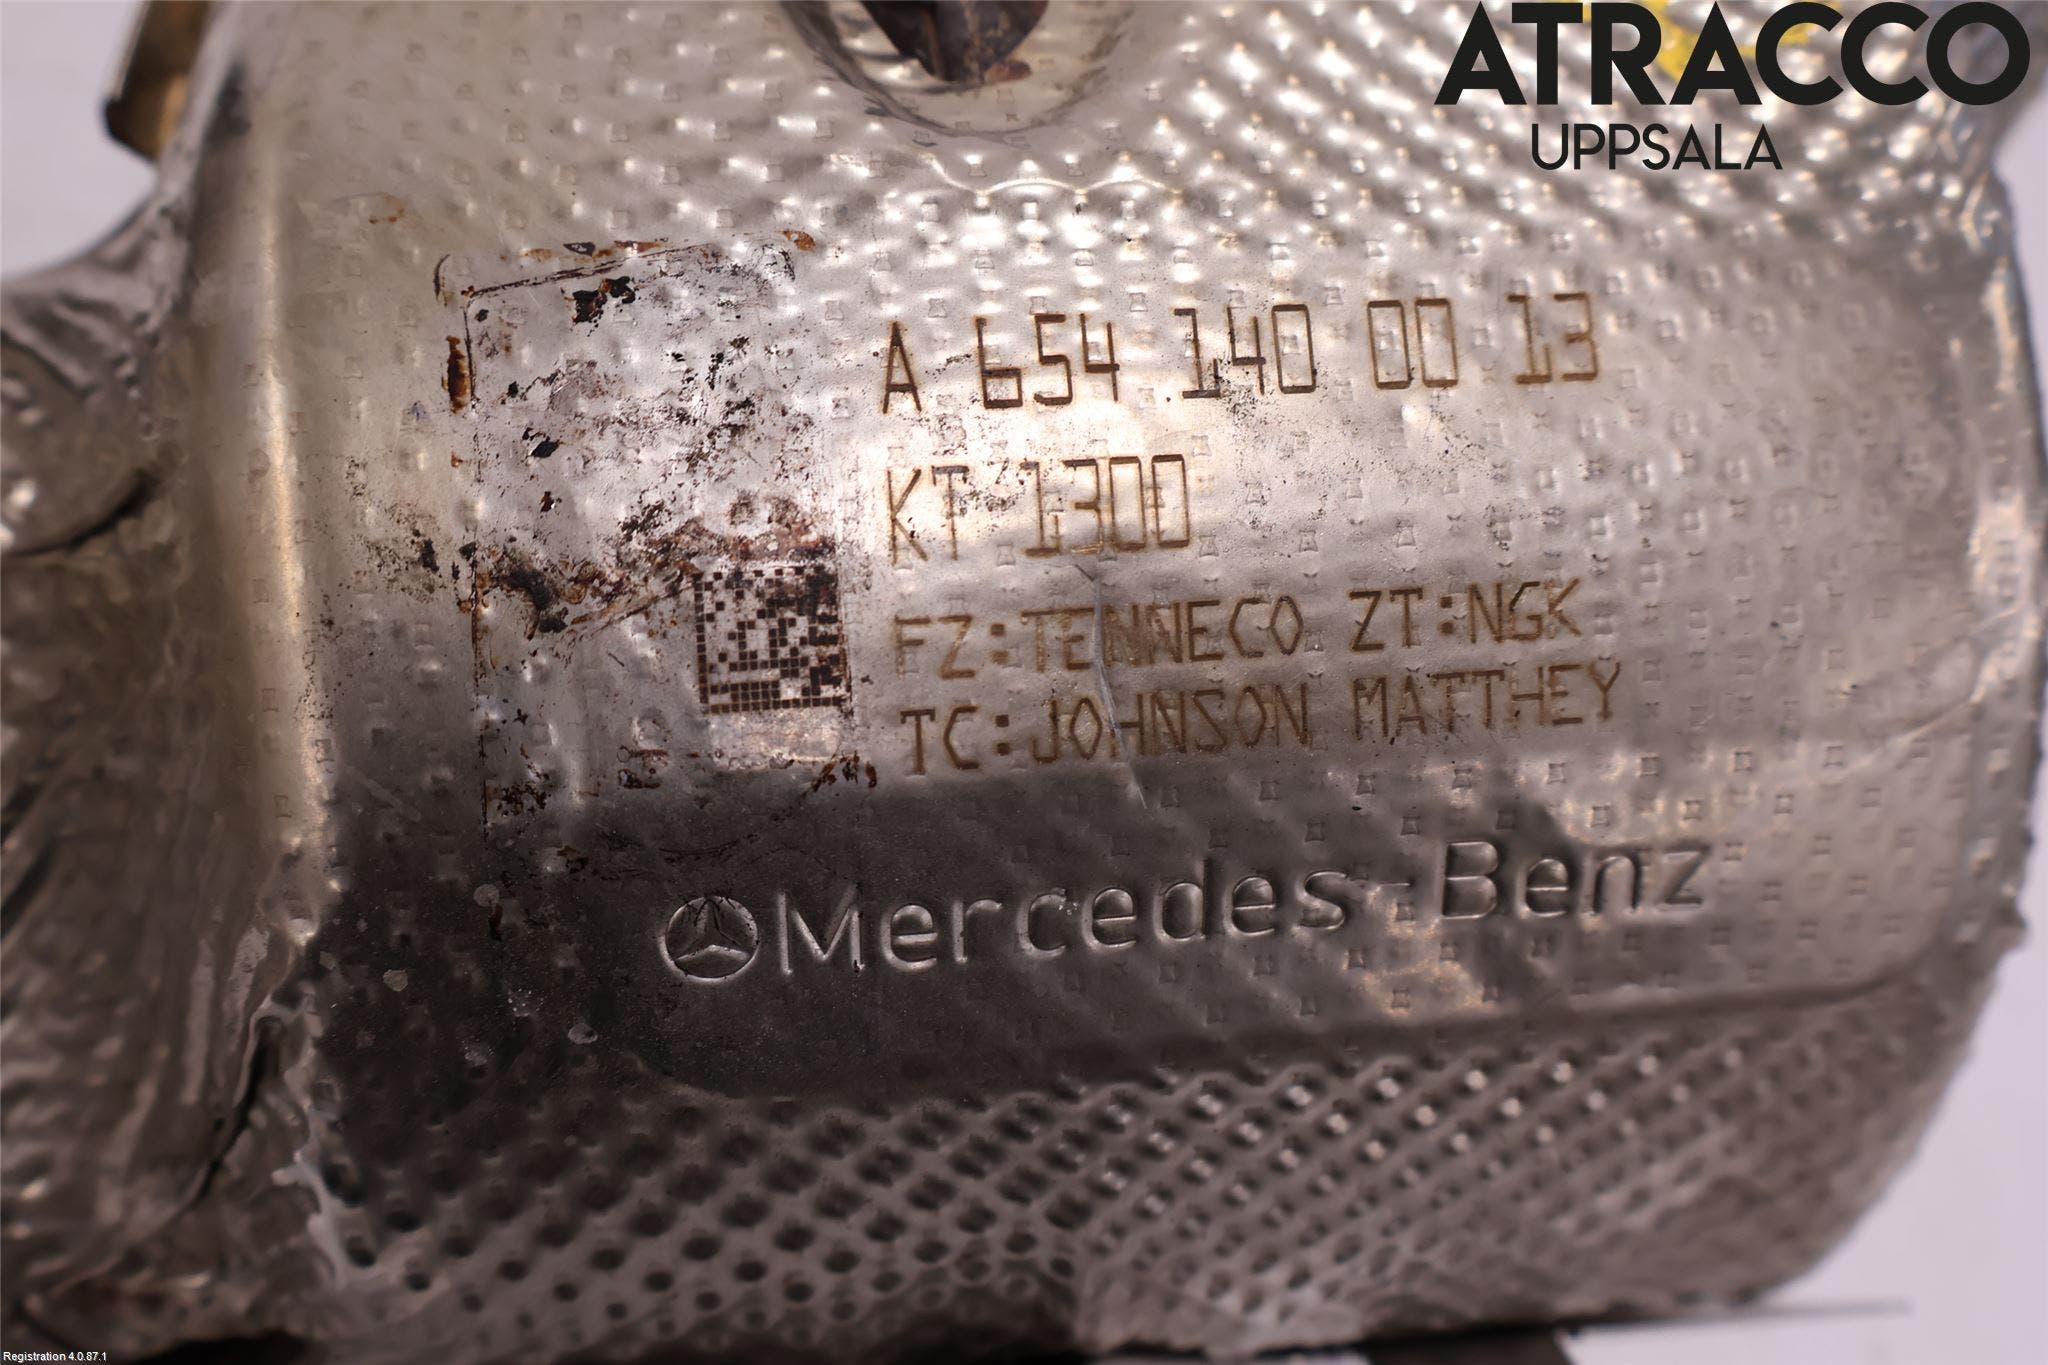 ATRACCO
UPPSALA
A 654 140 00 13
KT 1300
FZ:TENNECO ZT:NGK
TC:JOHNSON MATTHEY
Mercedes-Benz
Registration 4.0.87.1